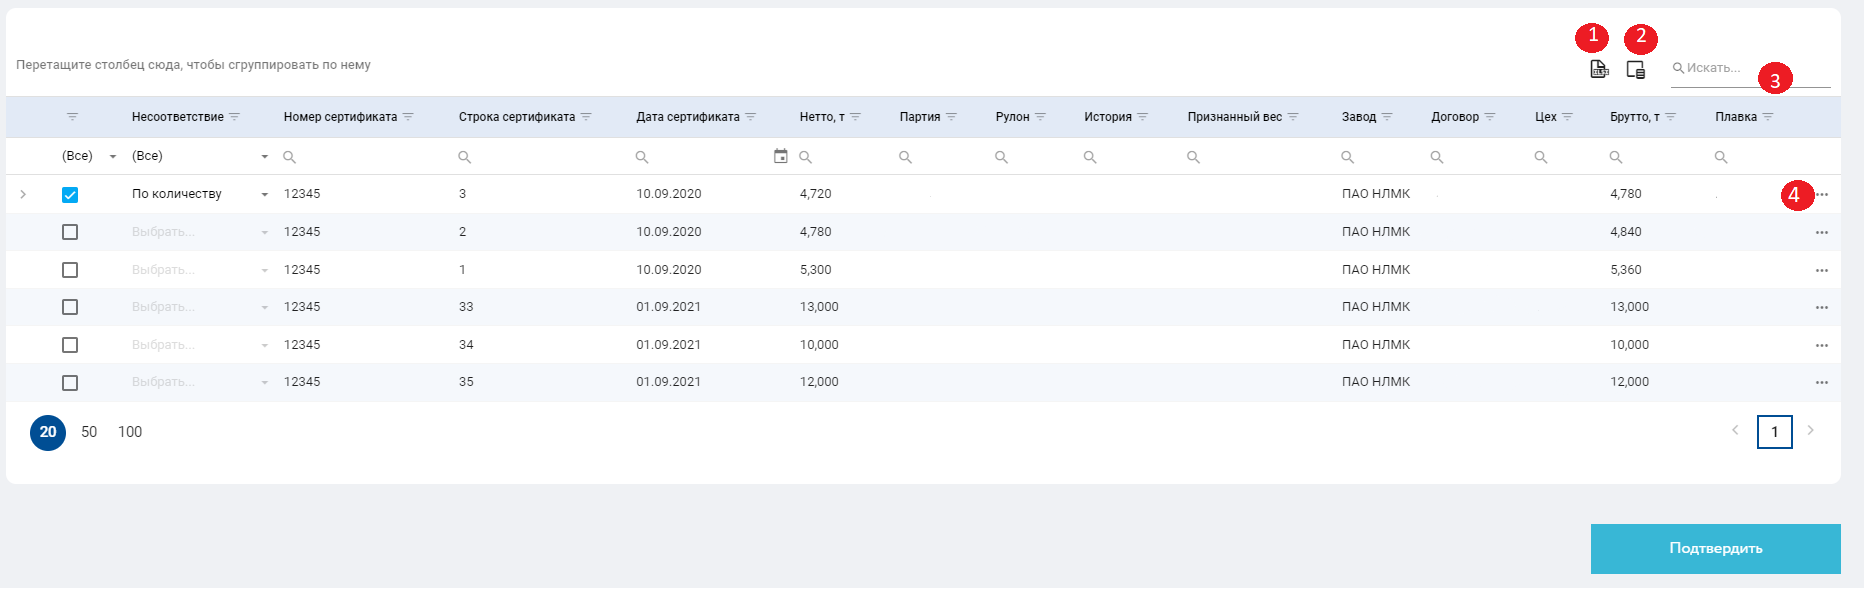 1 2
Перетащите столбец сюда, чтобы сгруппировать по нему XLSX Искать... 3
Несоответствие Номер сертификата Строка сертификата Дата сертификата Нетто, т Партия Рулон История Признанный вес Завод Договор Цех Брутто, т Плавка
(Все) (Все)
По количеству 12345 3 10.09.2020 4,720 ПАО НЛМК 4,780 4 ...
Выбрать... 12345 2 10.09.2020 4,780 ПАО НЛМК 4,840 ...
Выбрать... 12345 1 10.09.2020 5,300 ПАО НЛМК 5,360 ...
Выбрать... 12345 33 01.09.2021 13,000 ПАО НЛМК 13,000 ...
Выбрать... 12345 34 01.09.2021 10,000 ПАО НЛМК 10,000 ...
Выбрать... 12345 35 01.09.2021 12,000 ПАО НЛМК 12,000 ...
20 50 100 1
Подтвердить